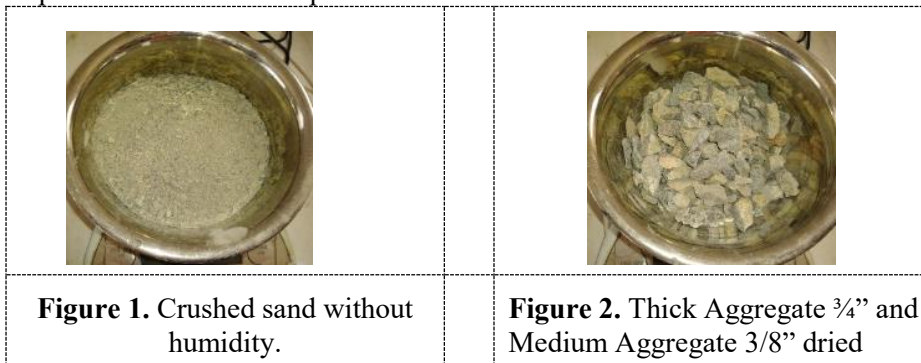 Figure 1. Crushed sand without
humidity.
Figure 2. Thick Aggregate ¾” and
Medium Aggregate 3/8” dried